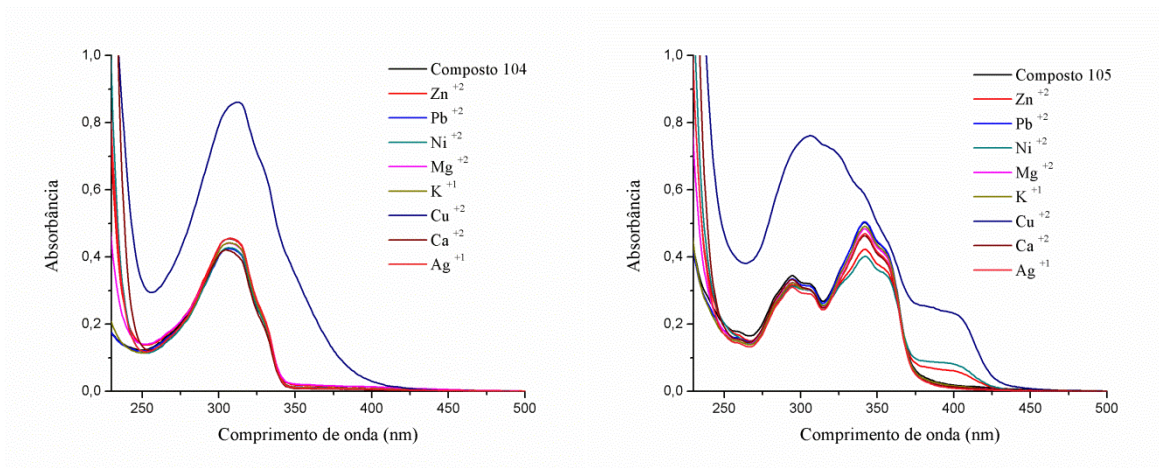 1,0
0,8
0,6
0,4
0,2
0,0
Absorbância
Composto 104
Zn +2
Pb +2
Ni +2
Mg +2
K +1
Cu +2
Ca +2
Ag +1
250 300 350 400 450 500
Comprimento de onda (nm)
1,0
0,8
0,6
0,4
0,2
0,0
Absorbância
Composto 105
Zn +2
Pb +2
Ni +2
Mg +2
K +1
Cu +2
Ca +2
Ag +1
250 300 350 400 450 500
Comprimento de onda (nm)